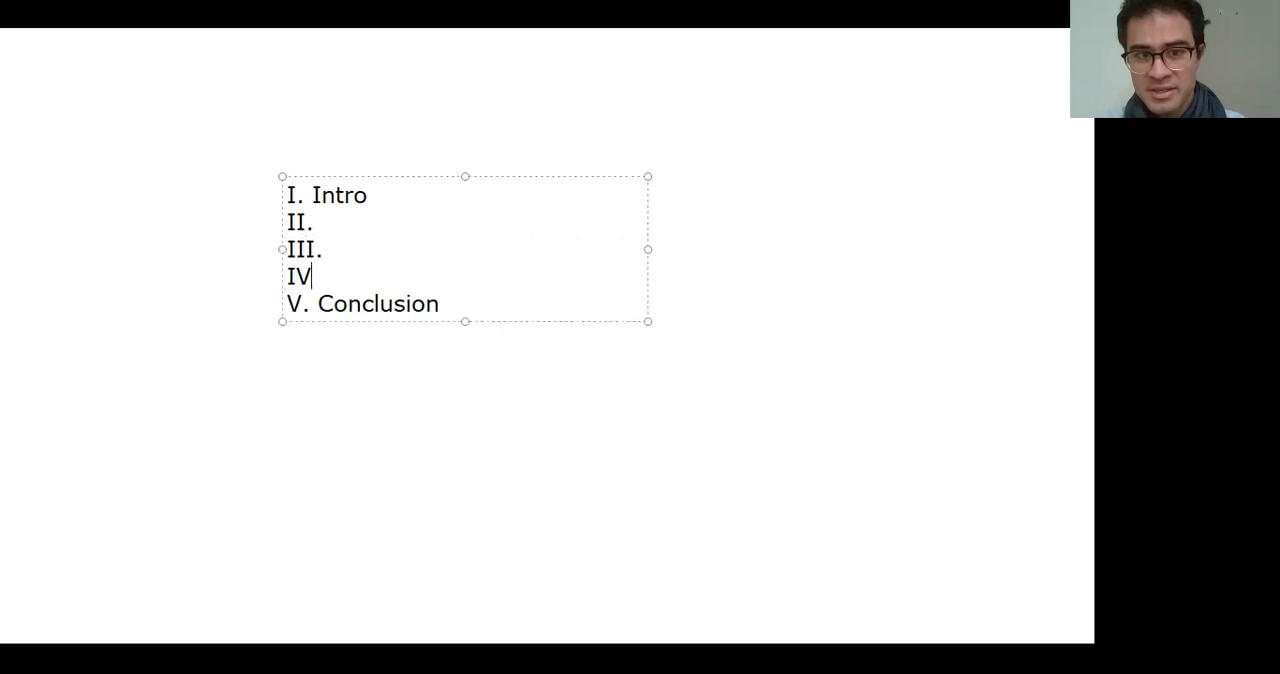 I. Intro
II.
III.
IV
V. Conclusion